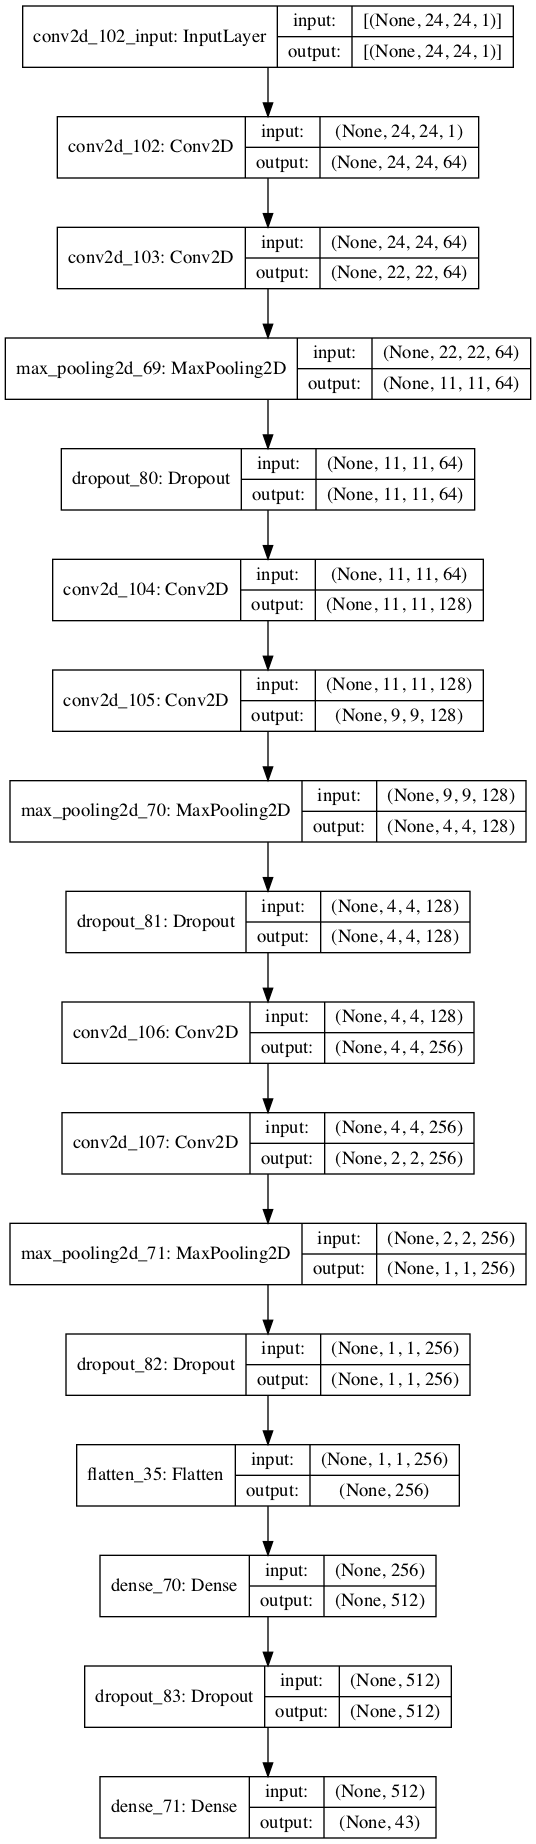 conv2d_102_input: InputLayer
input: [(None, 24, 24, 1)]
output: [(None, 24, 24, 1)]
conv2d_102: Conv2D
input: (None, 24, 24, 1)
output: (None, 24, 24, 64)
conv2d_103: Conv2D
input: (None, 24, 24, 64)
output: (None, 22, 22, 64)
max_pooling2d_69: MaxPooling2D
input: (None, 22, 22, 64)
output: (None, 11, 11, 64)
dropout_80: Dropout
input: (None, 11, 11, 64)
output: (None, 11, 11, 64)
conv2d_104: Conv2D
input: (None, 11, 11, 64)
output: (None, 11, 11, 128)
conv2d_105: Conv2D
input: (None, 11, 11, 128)
output: (None, 9, 9, 128)
max_pooling2d_70: MaxPooling2D
input: (None, 9, 9, 128)
output: (None, 4, 4, 128)
dropout_81: Dropout
input: (None, 4, 4, 128)
output: (None, 4, 4, 128)
conv2d_106: Conv2D
input: (None, 4, 4, 128)
output: (None, 4, 4, 256)
conv2d_107: Conv2D
input: (None, 4, 4, 256)
output: (None, 2, 2, 256)
max_pooling2d_71: MaxPooling2D
input: (None, 2, 2, 256)
output: (None, 1, 1, 256)
dropout_82: Dropout
input: (None, 1, 1, 256)
output: (None, 1, 1, 256)
flatten_35: Flatten
input: (None, 1, 1, 256)
output: (None, 256)
dense_70: Dense
input: (None, 256)
output: (None, 512)
dropout_83: Dropout
input: (None, 512)
output: (None, 512)
dense_71: Dense
input: (None, 512)
output: (None, 43)